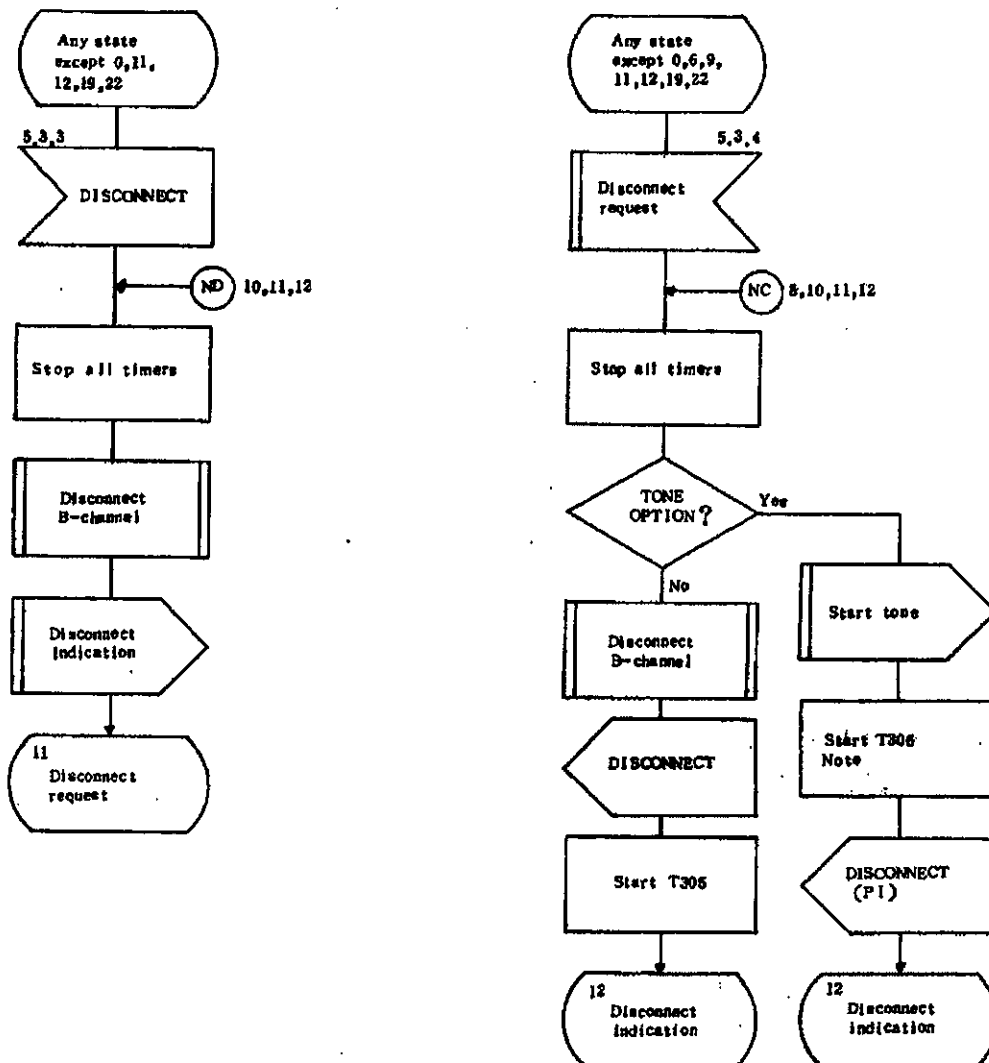 Any state
except 0,11,
12,19,22
5,3,3
DISCONNECT
ND 10,11,12
Stop all timers
Disconnect
B-channel
Disconnect
indication
11
Disconnect
request
Any state
except 0,6,9,
11,12,19,22
5,3,4
Disconnect
request
NC 8,10,11,12
Stop all timers
TONE
OPTION?
Yes
No
Disconnect
B-channel
DISCONNECT
Start T305
12
Disconnect
indication
Start tone
Start T306
Note
DISCONNECT
(PI)
12
Disconnect
indication